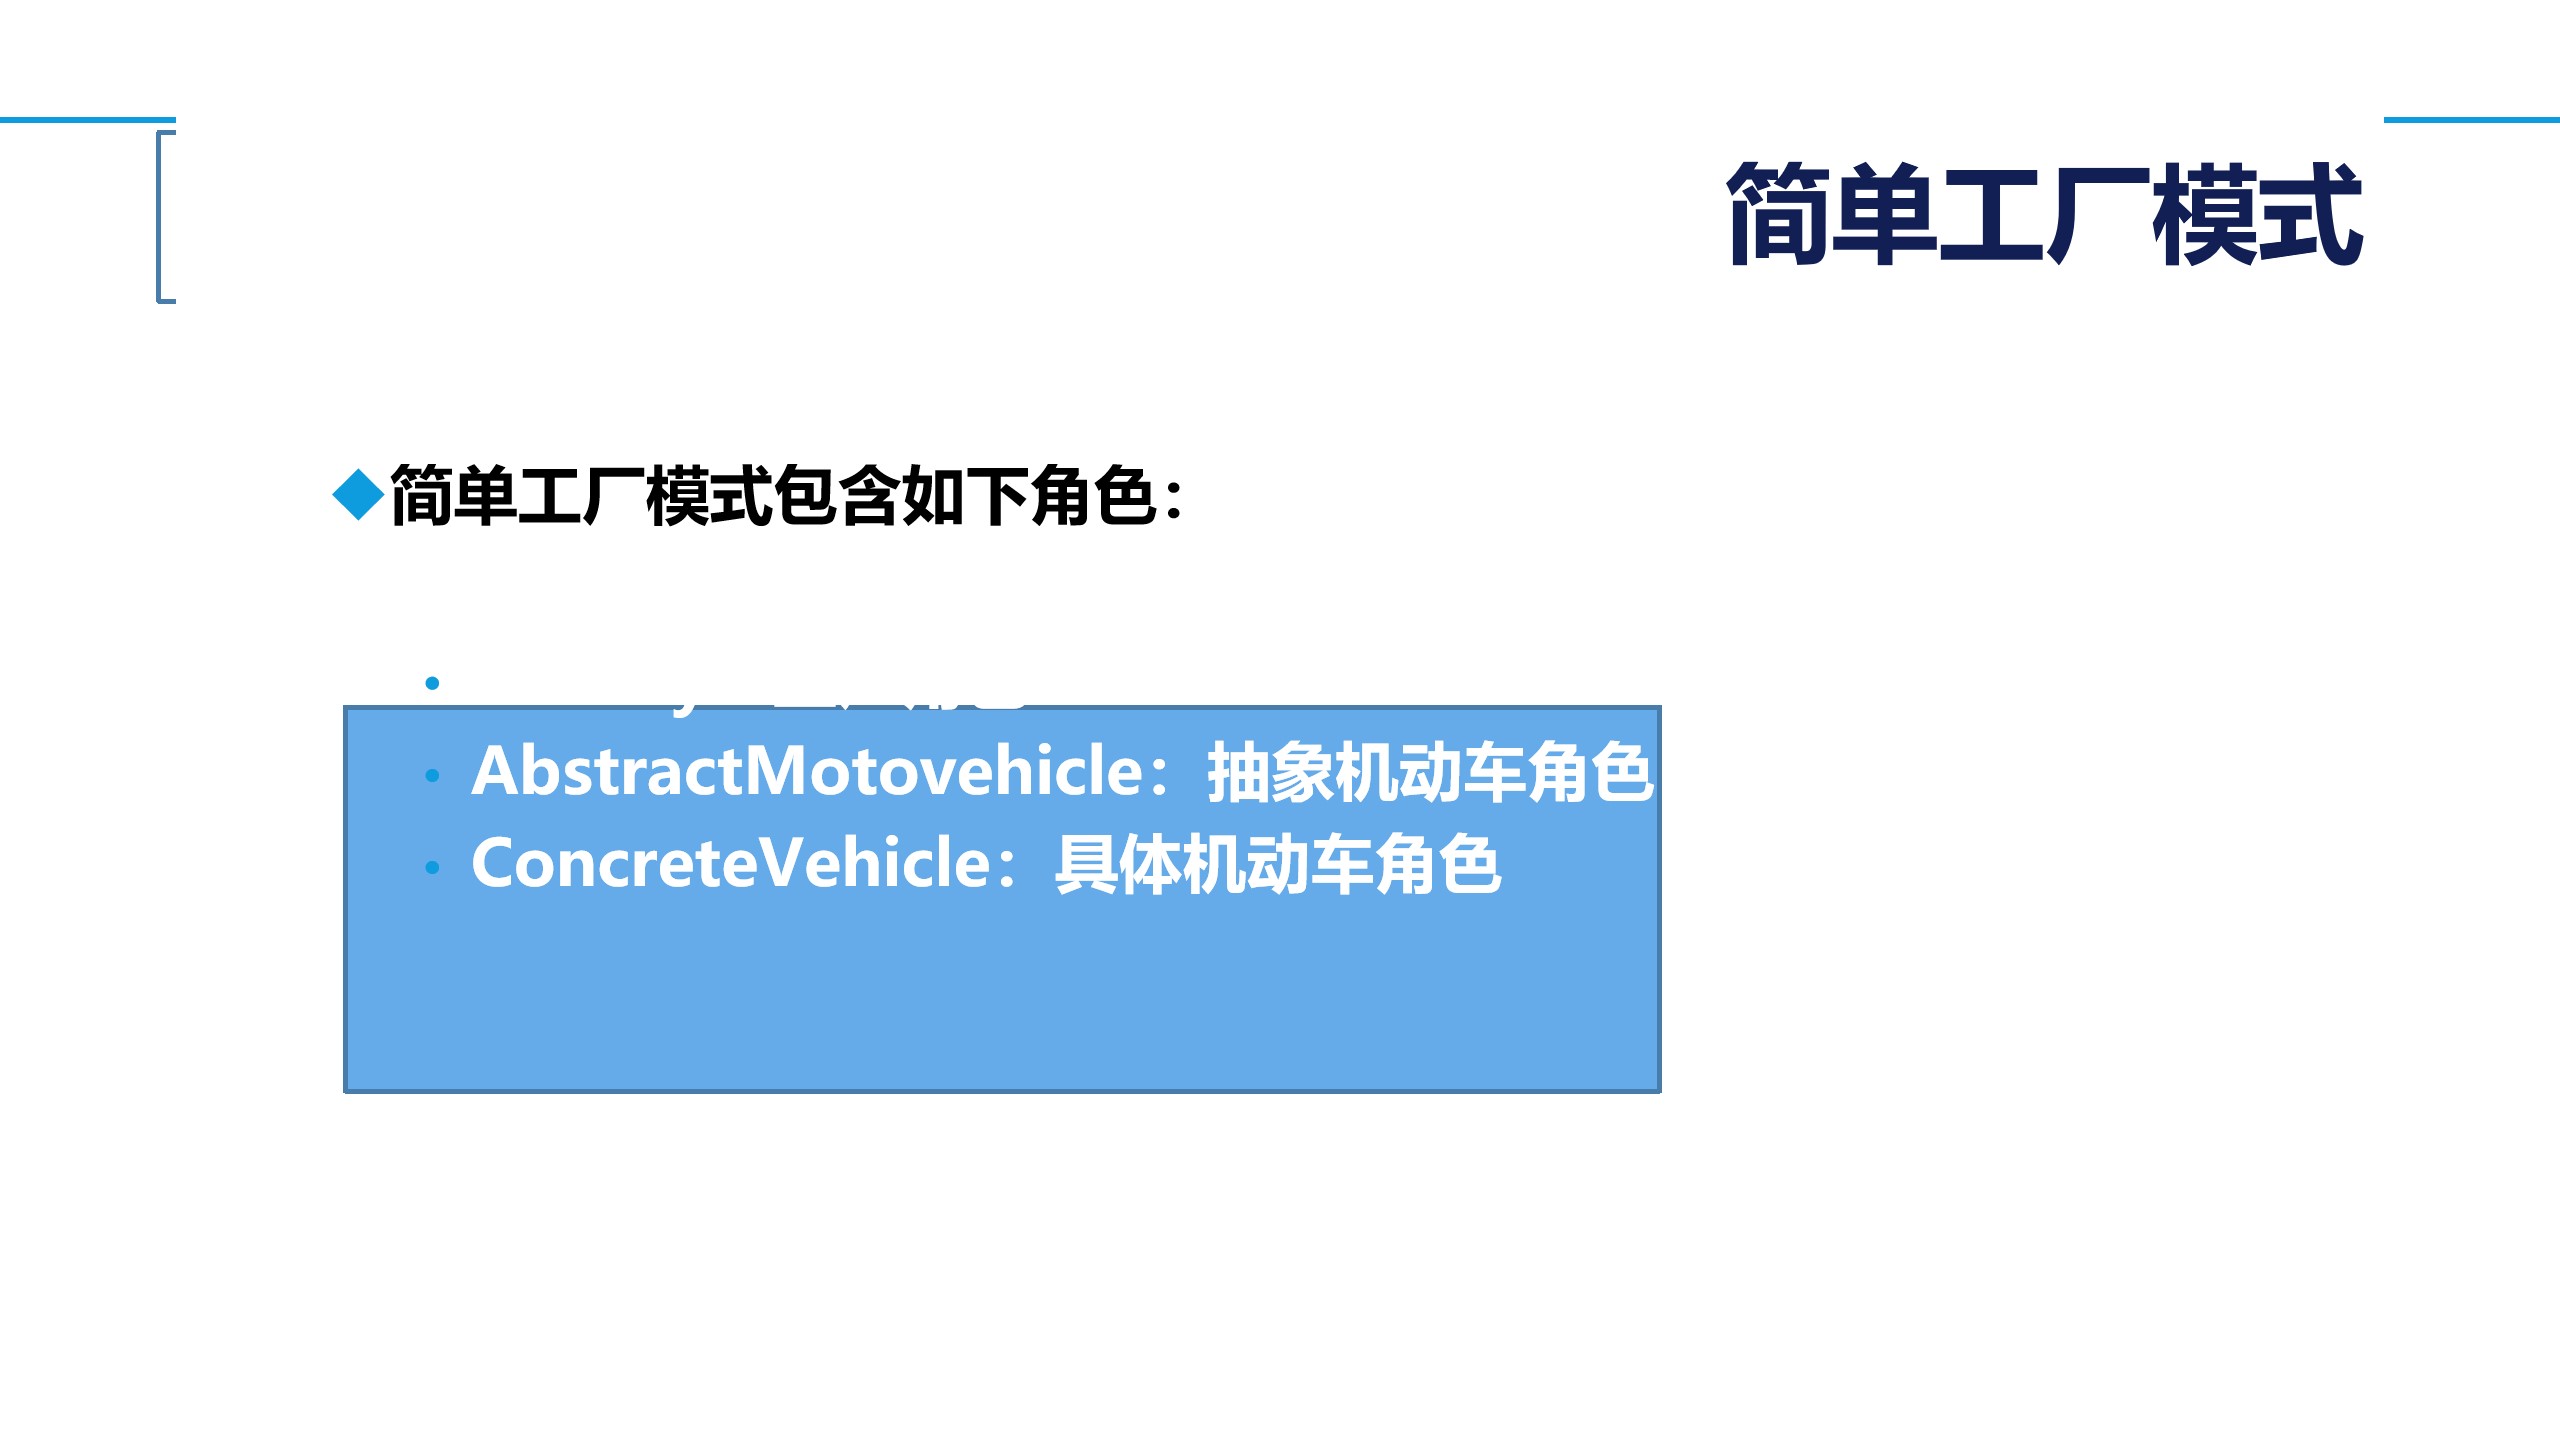 简单工厂模式
◆简单工厂模式包含如下角色：
• AbstractMotovehicle：抽象机动车角色
• ConcreteVehicle：具体机动车角色